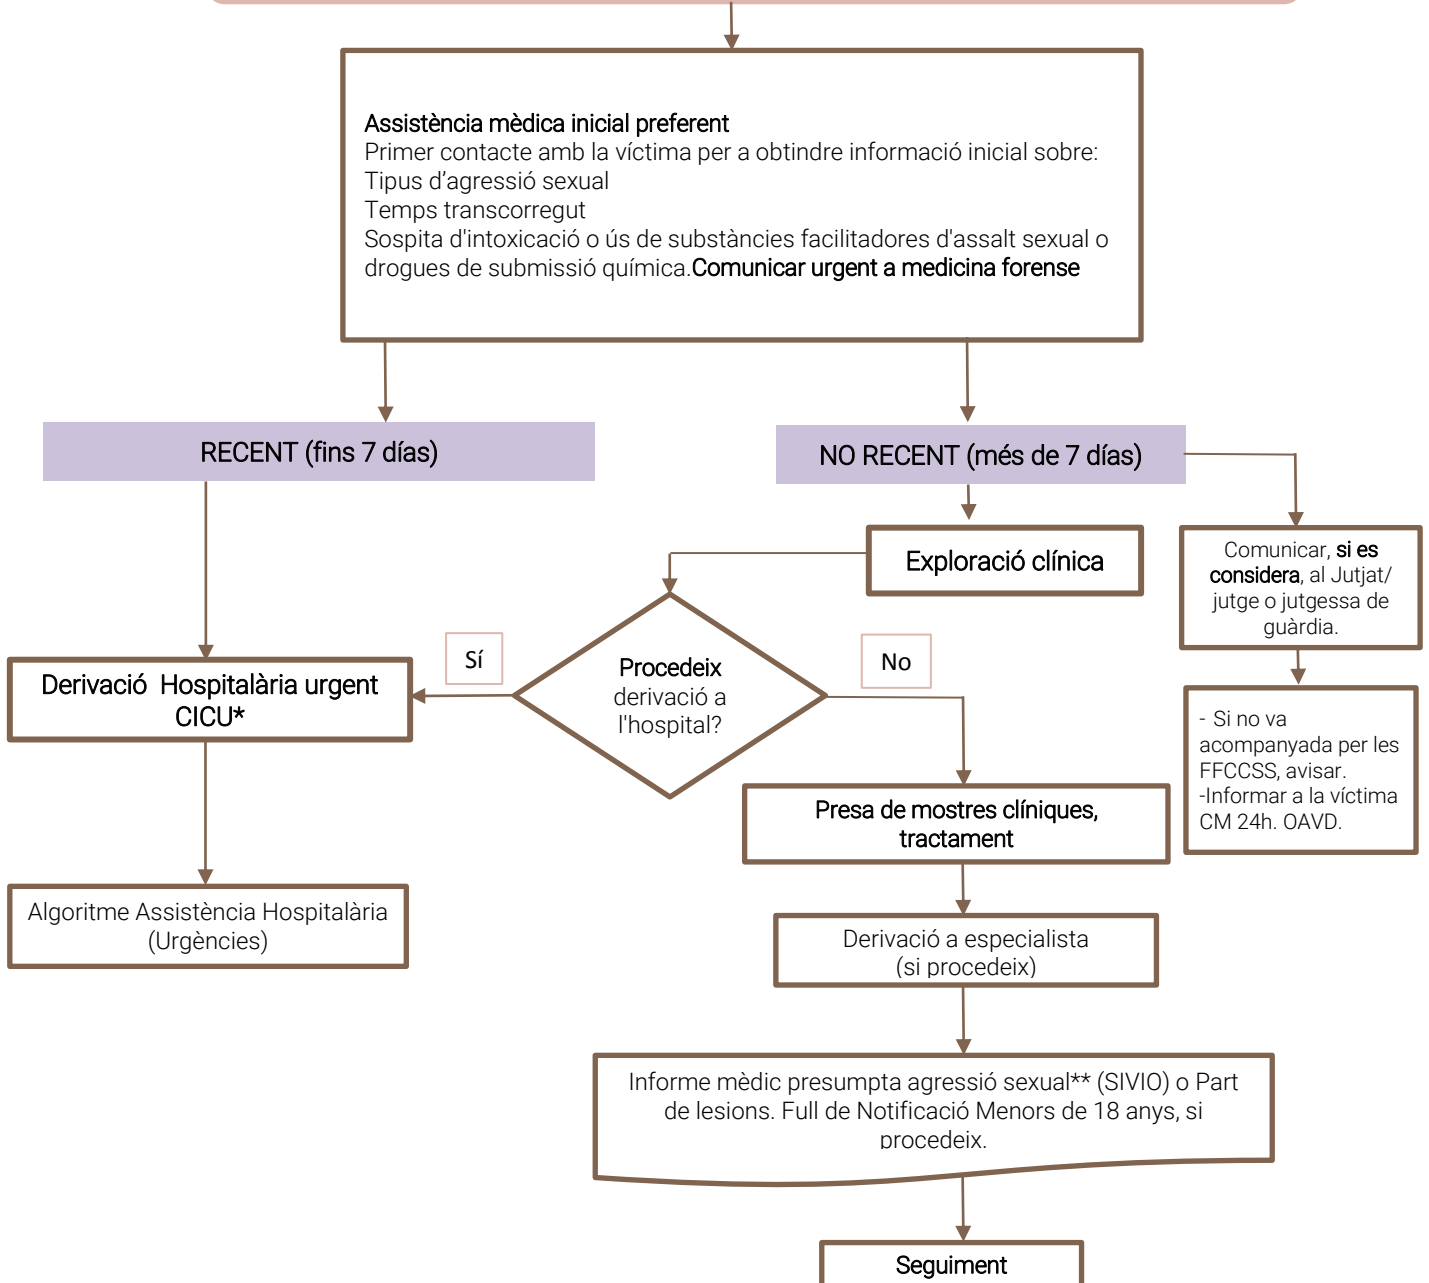 Assistència mèdica inicial preferent
Primer contacte amb la víctima per a obtindre informació inicial sobre:
Tipus d'agressió sexual
Temps transcorregut
Sospita d'intoxicació o ús de substàncies facilitadores d'assalt sexual o
drogues de submissió química.Comunicar urgent a medicina forense
RECENT (fins 7 días)
NO RECENT (més de 7 días)
Exploració clínica
Comunicar, si es
considera, al Jutjat/
jutge o jutgessa de
guàrdia.
Sí
Procedeix
derivació a
l'hospital?
No
Derivació Hospitalària urgent
CICU*
- Si no va
acompanyada per les
FFCCSS, avisar.
-Informar a la víctima
CM 24h. OAVD.
Presa de mostres clíniques,
tractament
Algoritme Assistència Hospitalària
(Urgències)
Derivació a especialista
(si procedeix)
Informe mèdic presumpta agressió sexual** (SIVIO) o Part
de lesions. Full de Notificació Menors de 18 anys, si
procedeix.
Seguiment